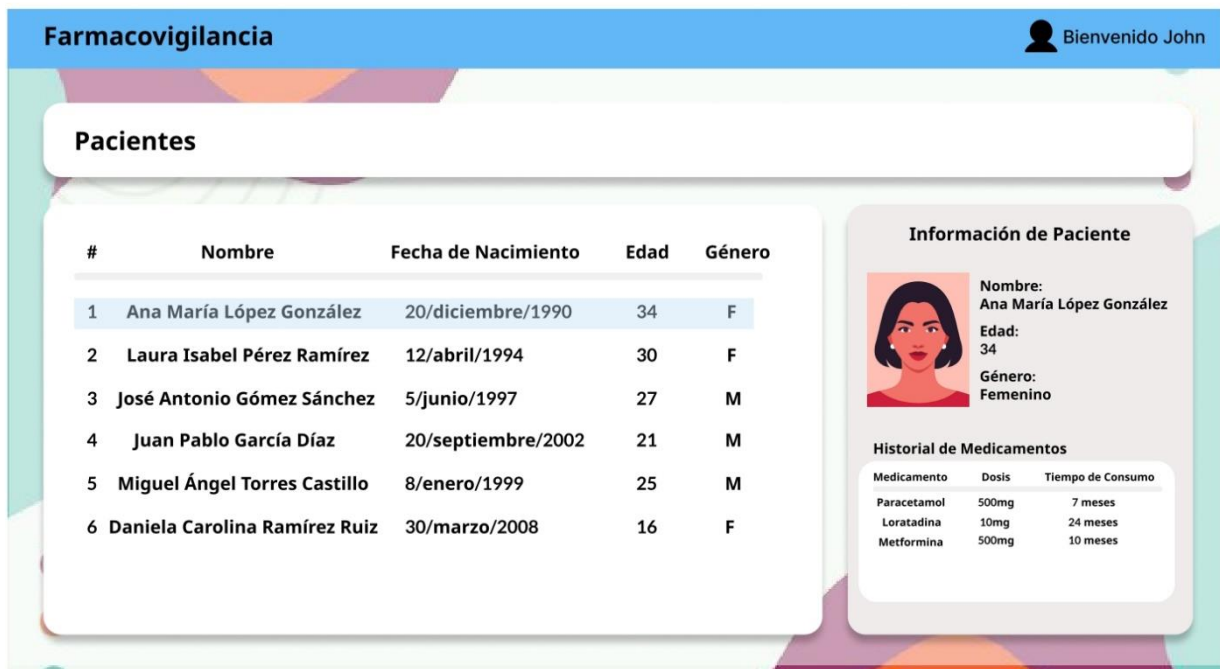 Farmacovigilancia
Bienvenido John
Pacientes
# Nombre Fecha de Nacimiento Edad Género
1 Ana María López González 20/diciembre/1990 34 F
2 Laura Isabel Pérez Ramírez 12/abril/1994 30 F
3 José Antonio Gómez Sánchez 5/junio/1997 27 M
4 Juan Pablo García Díaz 20/septiembre/2002 21 M
5 Miguel Ángel Torres Castillo 8/enero/1999 25 M
6 Daniela Carolina Ramírez Ruiz 30/marzo/2008 16 F
Información de Paciente
Nombre:
Ana María López González
Edad:
34
Género:
Femenino
Historial de Medicamentos
Medicamento Dosis Tiempo de Consumo
Paracetamol 500mg 7 meses
Loratadina 10mg 24 meses
Metformina 500mg 10 meses